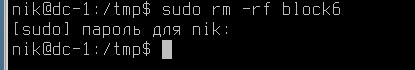 nik@dc-1:/tmp$ sudo rm -rf block6
[sudo] пароль для nik:
nik@dc-1:/tmp$